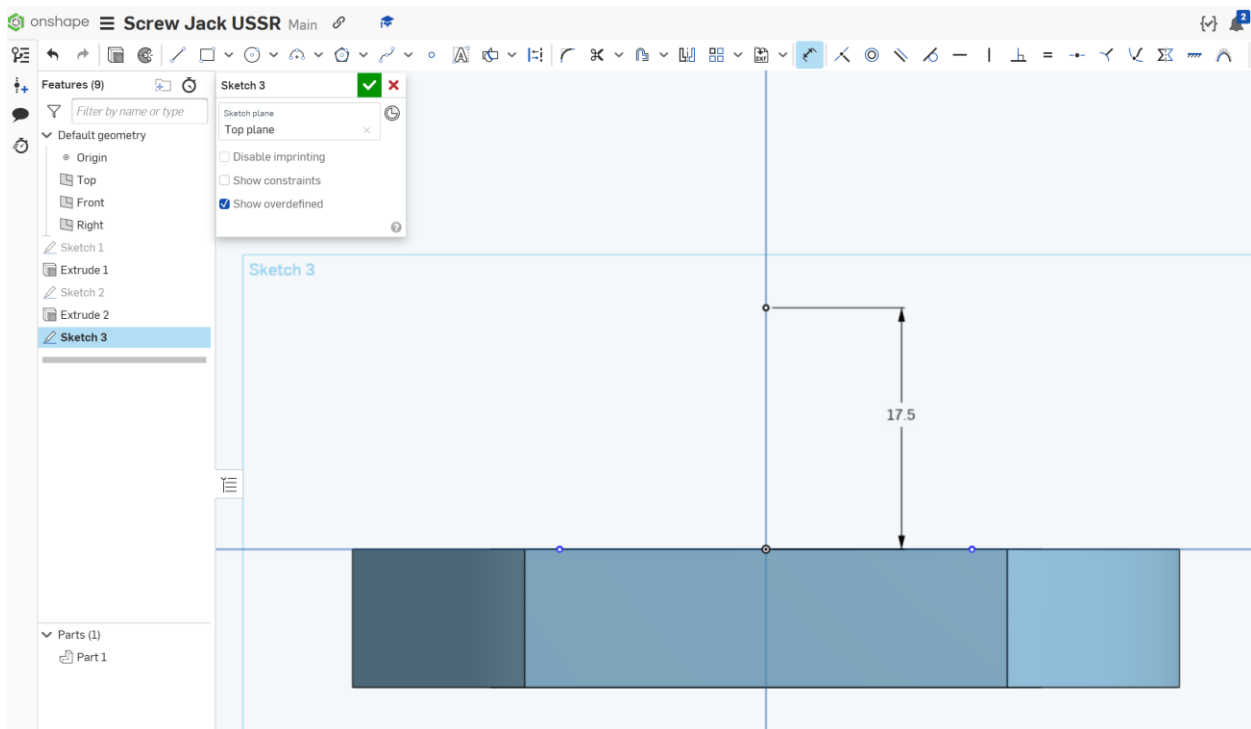 onshape Screw Jack USSR Main
2
Features (9)
Sketch 3
Filter by name or type
Sketch plane
Top plane
Default geometry
Origin
Disable imprinting
Top
Show constraints
Front
Show overdefined
Right
Sketch 1
Extrude 1
Sketch 3
Sketch 2
Extrude 2
Sketch 3
17.5
Parts (1)
Part 1